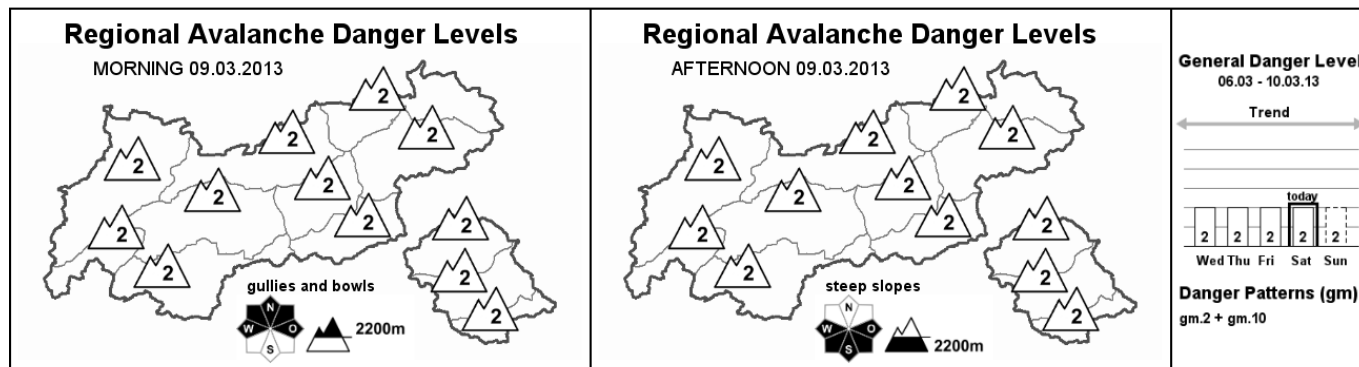 Regional Avalanche Danger Levels
MORNING 09.03.2013
2
2
2
2
2
2
2
2
2
2
2
2
gullies and bowls
N
W O
S
2200m
Regional Avalanche Danger Levels
AFTERNOON 09.03.2013
2
2
2
2
2
2
2
2
2
2
2
2
steep slopes
N
W O
S
2200m
General Danger Level
06.03 - 10.03.13
Trend
today
2 2 2 2 2
Wed Thu Fri Sat Sun
Danger Patterns (gm)
gm.2 + gm.10